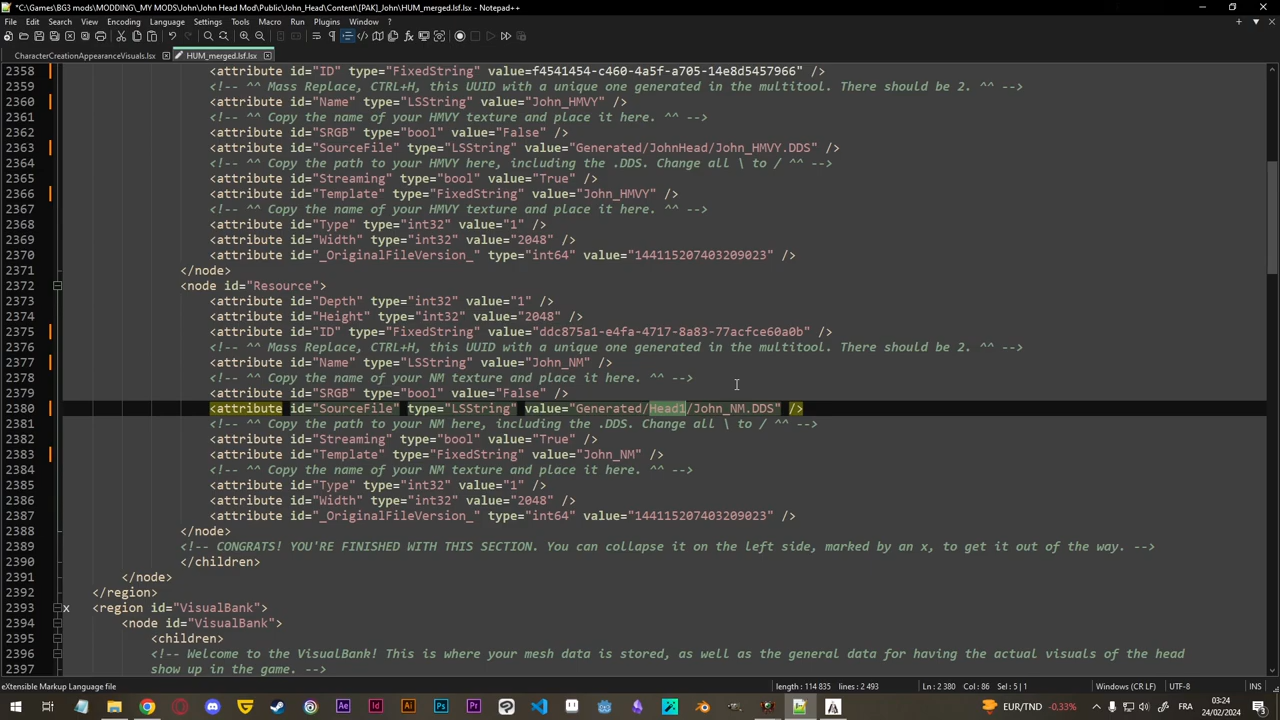 *C:\Games\BG3 mods\MODDING\_MY MODS\John\John Head Mod\Public\John_Head\Content\[PAK]_John\HUM_merged.lsf.lsx - Notepad++
File Edit Search View Encoding Language Settings Tools Macro Run Plugins Window ?
CharacterCreationAppearanceVisuals.lsx HUM_merged.lsf.lsx
2358 <attribute id="ID" type="FixedString" value=f4541454-c460-4a5f-a705-14e8d5457966" />
2359 <!-- ^^ Mass Replace, CTRL+H, this UUID with a unique one generated in the multitool. There should be 2. ^^ -->
2360 <attribute id="Name" type="LSString" value="John_HMVY" />
2361 <!-- ^^ Copy the name of your HMVY texture and place it here. ^^ -->
2362 <attribute id="SRGB" type="bool" value="False" />
2363 <attribute id="SourceFile" type="LSString" value="Generated/JohnHead/John_HMVY.DDS" />
2364 <!-- ^^ Copy the path to your HMVY here, including the .DDS. Change all \ to / ^^ -->
2365 <attribute id="Streaming" type="bool" value="True" />
2366 <attribute id="Template" type="FixedString" value="John_HMVY" />
2367 <!-- ^^ Copy the name of your HMVY texture and place it here. ^^ -->
2368 <attribute id="Type" type="int32" value="1" />
2369 <attribute id="Width" type="int32" value="2048" />
2370 <attribute id="_OriginalFileVersion_" type="int64" value="144115207403209023" />
2371 </node>
2372 <node id="Resource">
2373 <attribute id="Depth" type="int32" value="1" />
2374 <attribute id="Height" type="int32" value="2048" />
2375 <attribute id="ID" type="FixedString" value="ddc875a1-e4fa-4717-8a83-77acfce60a0b" />
2376 <!-- ^^ Mass Replace, CTRL+H, this UUID with a unique one generated in the multitool. There should be 2. ^^ -->
2377 <attribute id="Name" type="LSString" value="John_NM" />
2378 <!-- ^^ Copy the name of your NM texture and place it here. ^^ -->
2379 <attribute id="SRGB" type="bool" value="False" />
2380 <attribute id="SourceFile" type="LSString" value="Generated/Head1/John_NM.DDS" />
2381 <!-- ^^ Copy the path to your NM here, including the .DDS. Change all \ to / ^^ -->
2382 <attribute id="Streaming" type="bool" value="True" />
2383 <attribute id="Template" type="FixedString" value="John_NM" />
2384 <!-- ^^ Copy the name of your NM texture and place it here. ^^ -->
2385 <attribute id="Type" type="int32" value="1" />
2386 <attribute id="Width" type="int32" value="2048" />
2387 <attribute id="_OriginalFileVersion_" type="int64" value="144115207403209023" />
2388 </node>
2389 <!-- CONGRATS! YOU'RE FINISHED WITH THIS SECTION. You can collapse it on the left side, marked by an x, to get it out of the way. -->
2390 </children>
2391 </node>
2392 </region>
2393 x <region id="VisualBank">
2394 <node id="VisualBank">
2395 <children>
2396 <!-- Welcome to the VisualBank! This is where your mesh data is stored, as well as the general data for having the actual visuals of the head
2397 show up in the game. -->
eXtensible Markup Language file length : 114 835 lines : 2 493 Ln : 2 380 Col : 86 Sel : 5 | 1 Windows (CR LF) UTF-8 INS
Ae Id Ai Ps Pr EUR/TND -0,33% FRA 03:24
24/02/2024